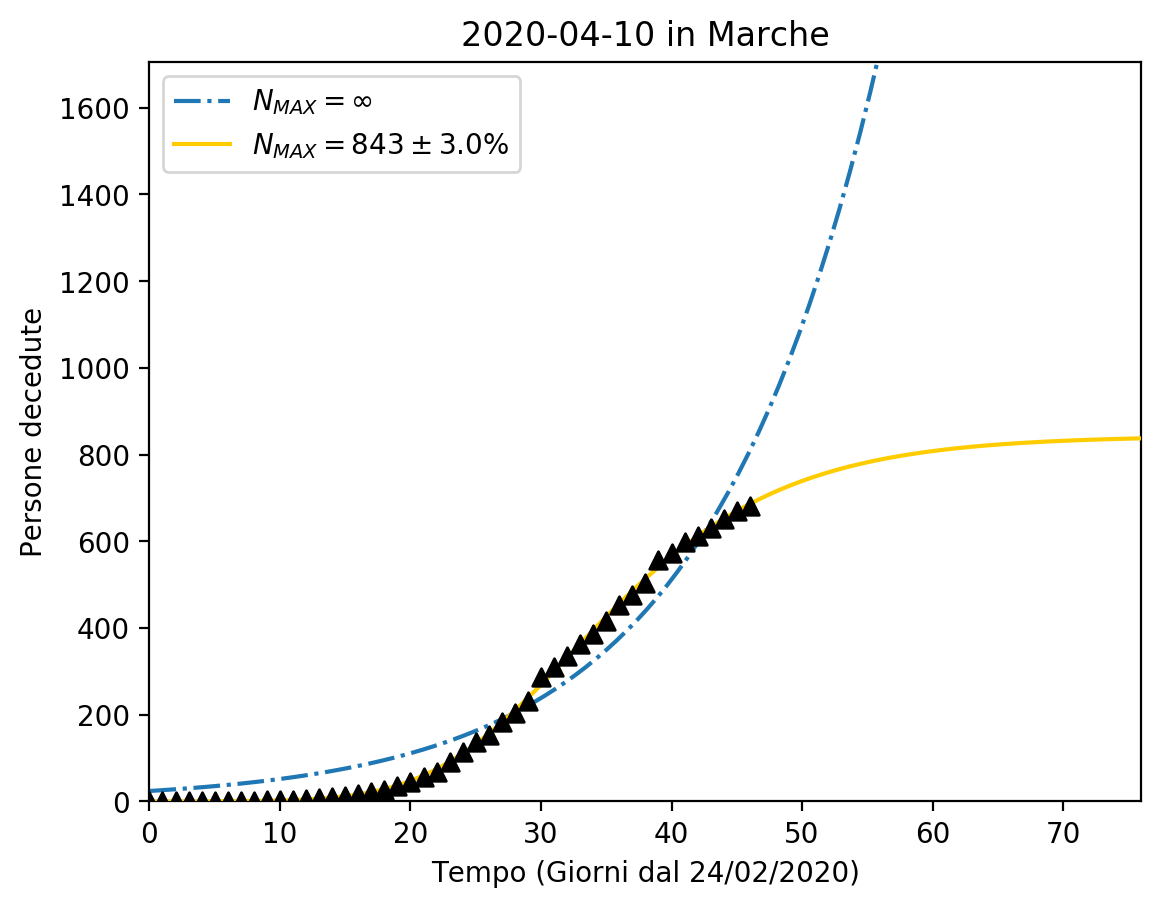 2020-04-10 in Marche
N_MAX = ∞
N_MAX = 843 ± 3.0%
1600
1400
1200
1000
800
600
400
200
0
Persone decedute
0 10 20 30 40 50 60 70
Tempo (Giorni dal 24/02/2020)